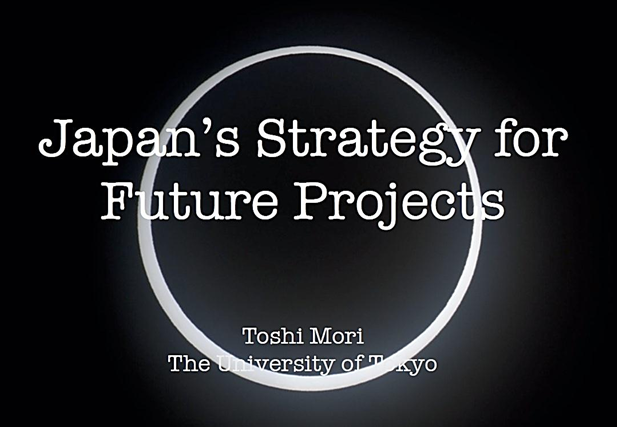 Japan's Strategy for
Future Projects
Toshi Mori
The University of Tokyo